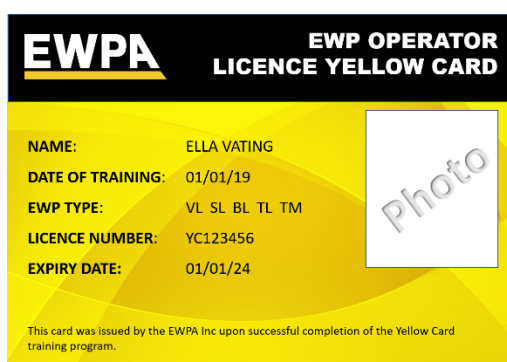 EWPA
EWP OPERATOR
LICENCE YELLOW CARD
NAME: ELLA VATING
DATE OF TRAINING: 01/01/19
EWP TYPE: VL SL BL TL TM
LICENCE NUMBER: YC123456
EXPIRY DATE: 01/01/24
Photo
This card was issued by the EWPA Inc upon successful completion of the Yellow Card
training program.